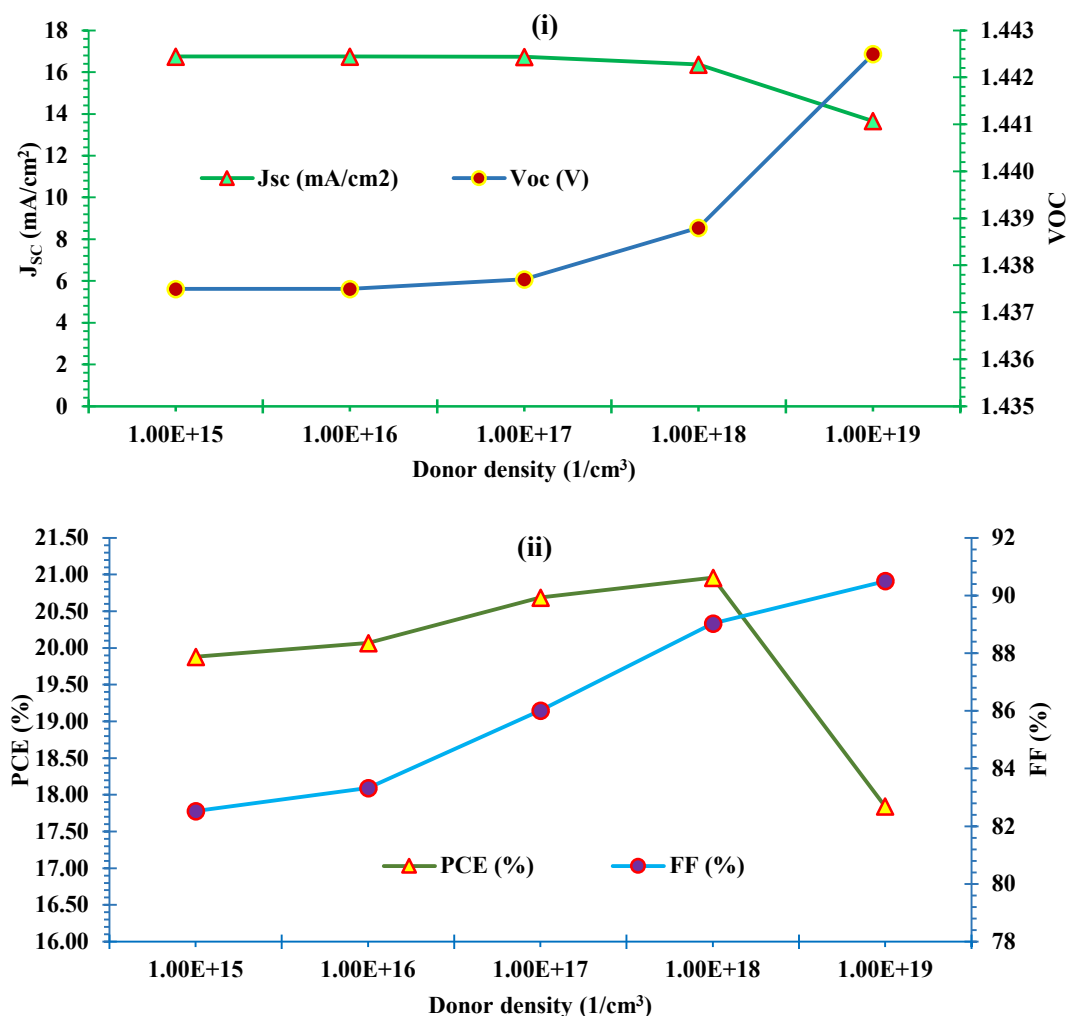 (i)
18
16
14
12
10
8
6
4
2
0
J_SC (mA/cm²)
1.443
1.442
1.441
1.440
1.439
1.438
1.437
1.436
1.435
VOC
Jsc (mA/cm2)
Voc (V)
1.00E+15 1.00E+16 1.00E+17 1.00E+18 1.00E+19
Donor density (1/cm³)
(ii)
21.50
21.00
20.50
20.00
19.50
19.00
18.50
18.00
17.50
17.00
16.50
16.00
PCE (%)
92
90
88
86
84
82
80
78
FF (%)
PCE (%)
FF (%)
1.00E+15 1.00E+16 1.00E+17 1.00E+18 1.00E+19
Donor density (1/cm³)